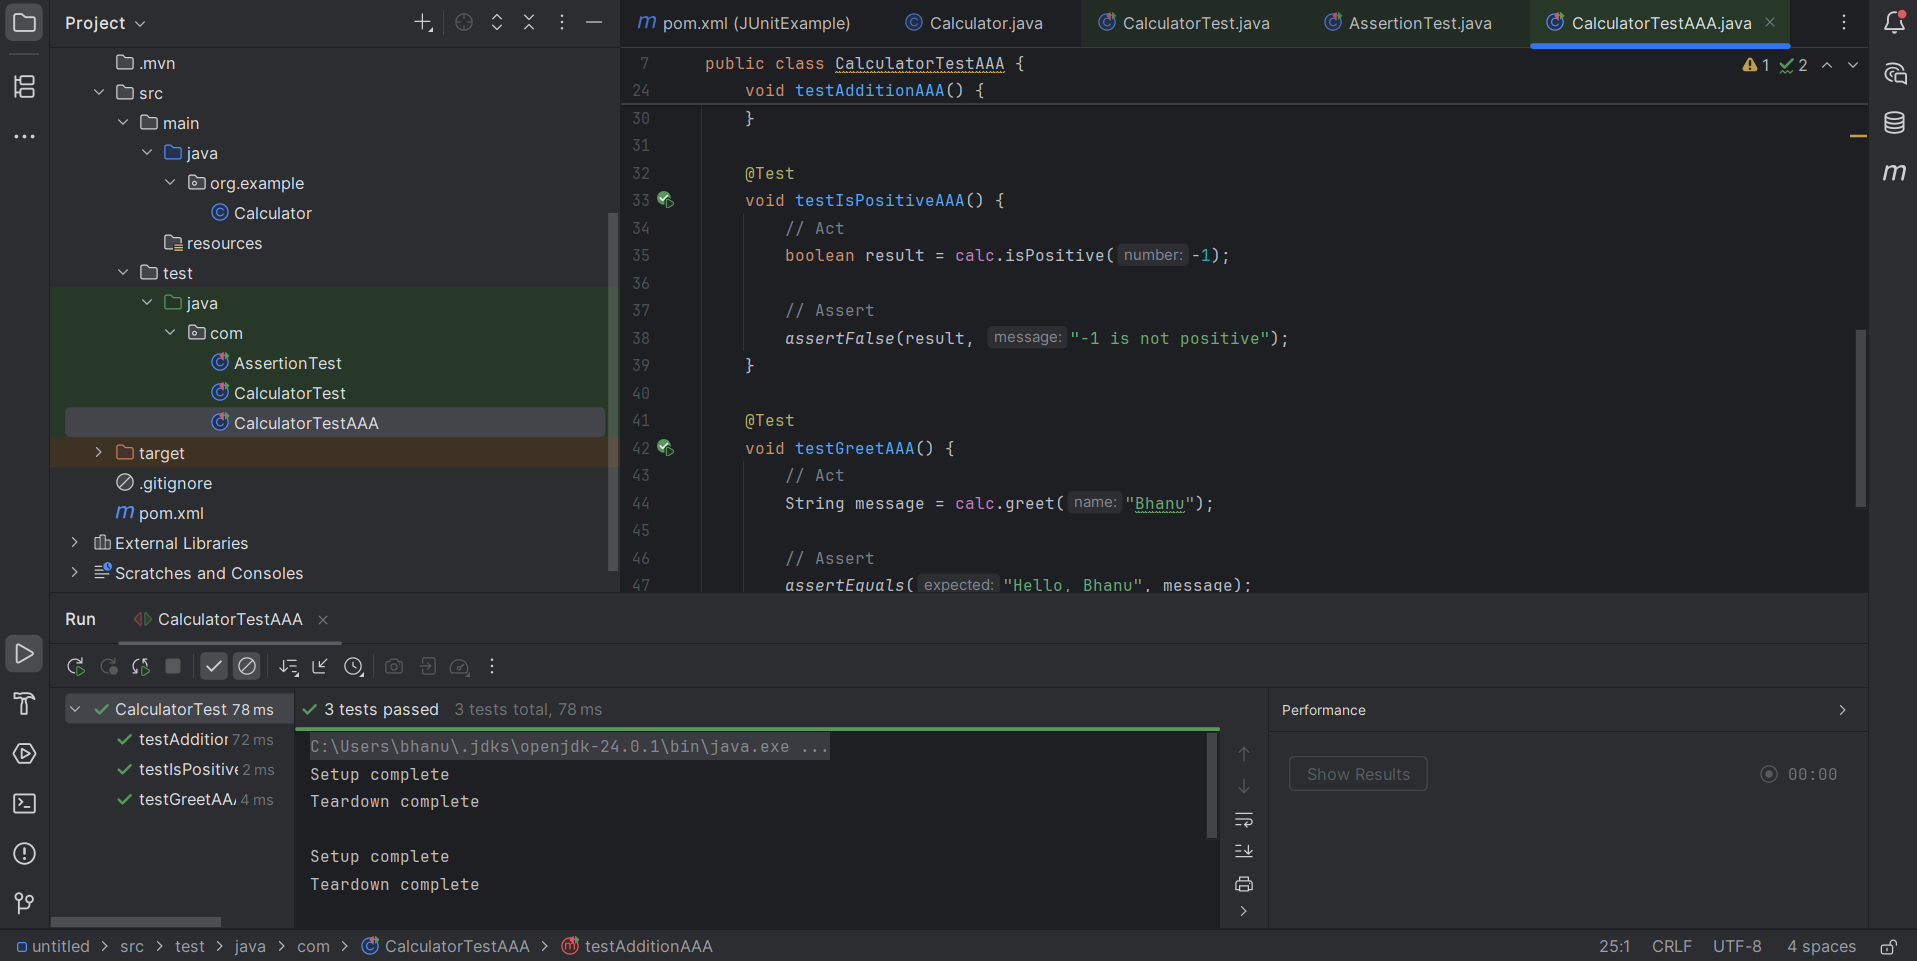 Project
pom.xml (JUnitExample)
Calculator.java
CalculatorTest.java
AssertionTest.java
CalculatorTestAAA.java
.mvn
src
main
java
org.example
Calculator
resources
test
java
com
AssertionTest
CalculatorTest
CalculatorTestAAA
target
.gitignore
pom.xml
External Libraries
Scratches and Consoles
1 2
7 public class CalculatorTestAAA {
24 void testAdditionAAA() {
30 }
31
32 @Test
33 void testIsPositiveAAA() {
34 // Act
35 boolean result = calc.isPositive( number: -1);
36
37 // Assert
38 assertFalse(result, message: "-1 is not positive");
39 }
40
41 @Test
42 void testGreetAAA() {
43 // Act
44 String message = calc.greet( name: "Bhanu");
45
46 // Assert
47 assertEquals( expected: "Hello, Bhanu", message);
Run CalculatorTestAAA
CalculatorTest 78 ms
testAddition 72 ms
testIsPositive 2 ms
testGreetAAA 4 ms
3 tests passed 3 tests total, 78 ms
C:\Users\bhanu\.jdks\openjdk-24.0.1\bin\java.exe ...
Setup complete
Teardown complete
Setup complete
Teardown complete
Performance
Show Results 00:00
untitled > src > test > java > com > CalculatorTestAAA > testAdditionAAA
25:1 CRLF UTF-8 4 spaces